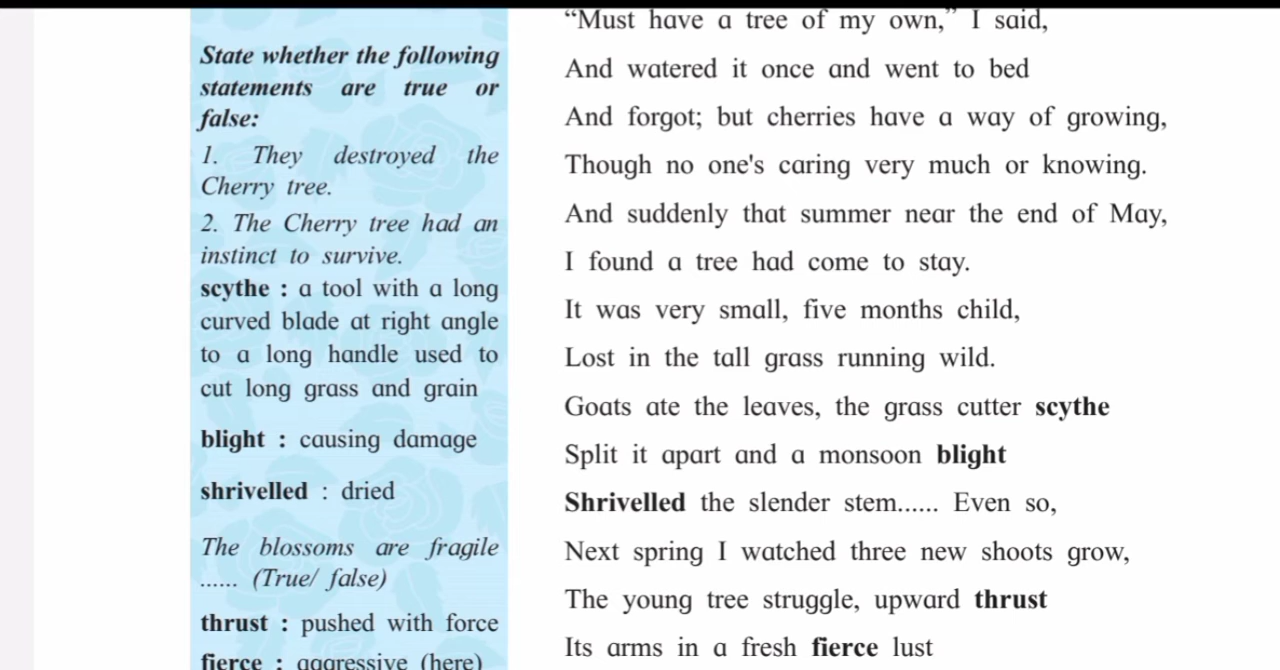 State whether the following
statements are true or
false:
1. They destroyed the
Cherry tree.
2. The Cherry tree had an
instinct to survive.
scythe : a tool with a long
curved blade at right angle
to a long handle used to
cut long grass and grain
blight : causing damage
shrivelled : dried
The blossoms are fragile
...... (True/ false)
thrust : pushed with force
fierce : aggressive (here)
“Must have a tree of my own,” I said,
And watered it once and went to bed
And forgot; but cherries have a way of growing,
Though no one's caring very much or knowing.
And suddenly that summer near the end of May,
I found a tree had come to stay.
It was very small, five months child,
Lost in the tall grass running wild.
Goats ate the leaves, the grass cutter scythe
Split it apart and a monsoon blight
Shrivelled the slender stem...... Even so,
Next spring I watched three new shoots grow,
The young tree struggle, upward thrust
Its arms in a fresh fierce lust